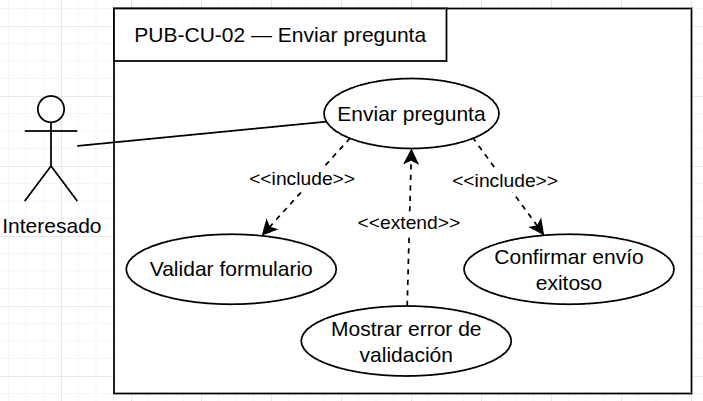 PUB-CU-02 — Enviar pregunta
Enviar pregunta
<<include>>
<<include>>
<<extend>>
Interesado
Validar formulario
Confirmar envío
exitoso
Mostrar error de
validación